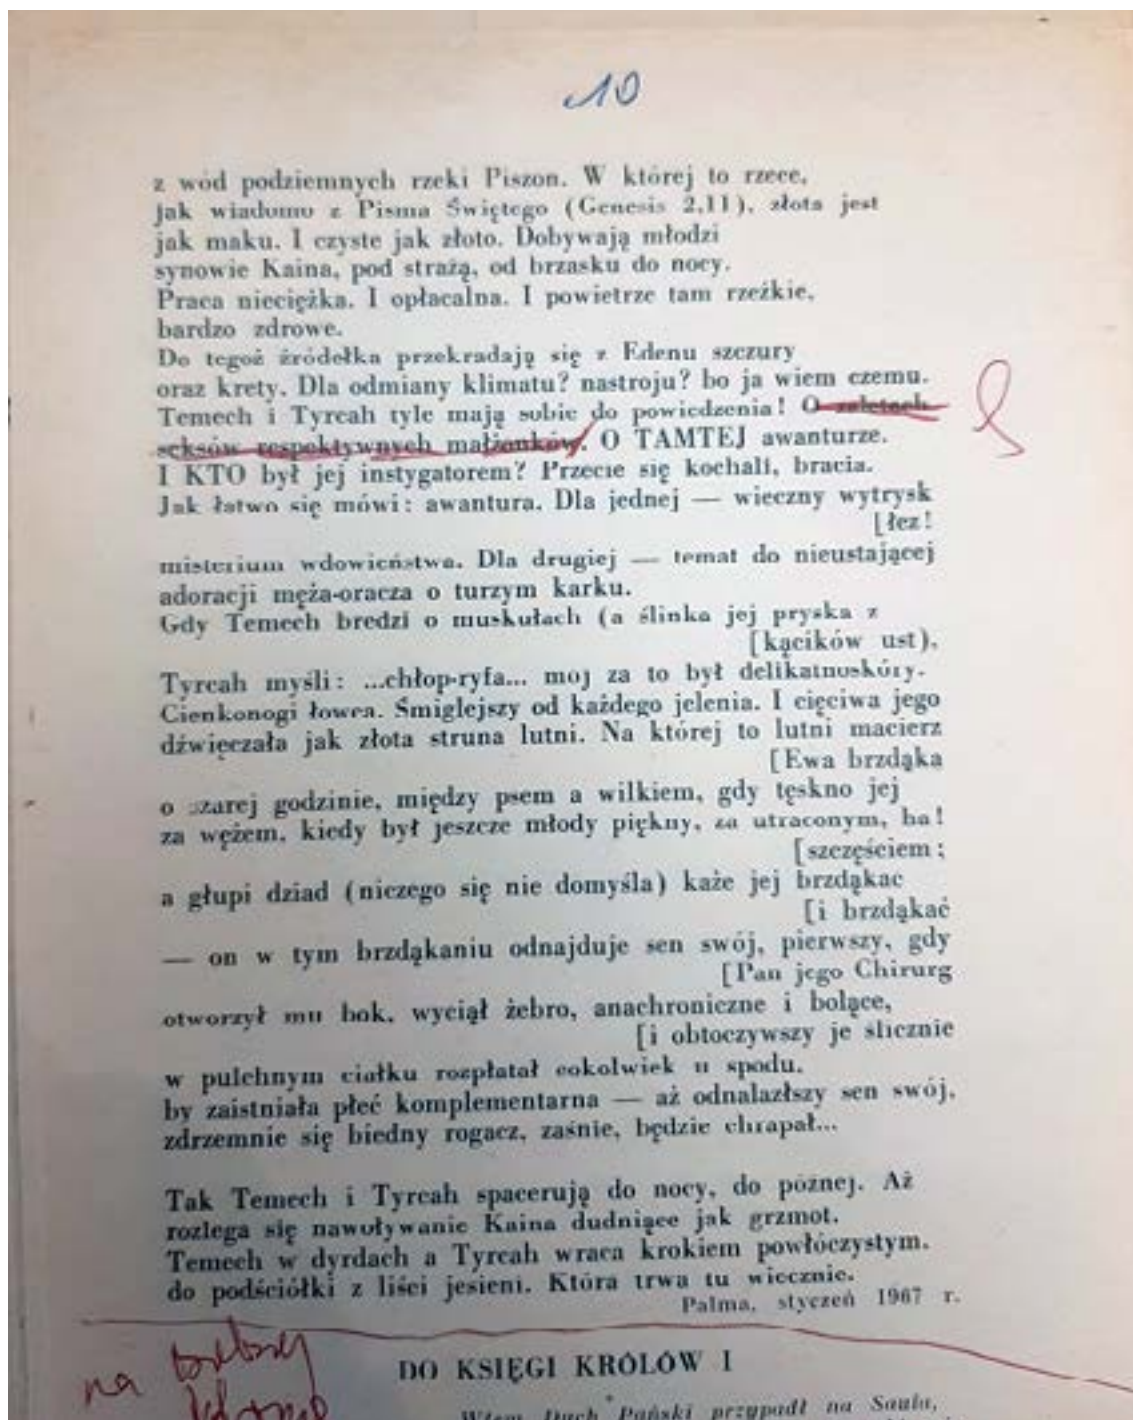 10
z wód podziemnych rzeki Piszon. W której to rzece,
jak wiadomo z Pisma Świętego (Genesis 2,11), złota jest
jak maku. I czyste jak złoto. Dobywają młodzi
synowie Kaina, pod strażą, od brzasku do nocy.
Praca nieciężka. I opłacalna. I powietrze tam rzeźkie,
bardzo zdrowe.
Do tegoż źródełka przekradają się z Edenu szczury
oraz krety. Dla odmiany klimatu? nastroju? bo ja wiem czemu.
Temech i Tyrcah tyle mają sobie do powiedzenia! O zaletach
seksów respektywnych małżonków. O TAMTEJ awanturze.
I KTO był jej instygatorem? Przecie się kochali, bracia.
Jak łatwo się mówi: awantura. Dla jednej — wieczny wytrysk
[łez!
misterium wdowieństwa. Dla drugiej — temat do nieustającej
adoracji męża-oracza o turzym karku.
Gdy Temech bredzi o muskułach (a ślinka jej pryska z
[kącików ust),
Tyrcah myśli: ...chłop-ryfa... mój za to był delikatnoskóry.
Cienkonogi łowca. Śmiglejszy od każdego jelenia. I cięciwa jego
dźwięczała jak złota struna lutni. Na której to lutni macierz
[Ewa brzdąka
o szarej godzinie, między psem a wilkiem, gdy tęskno jej
za wężem, kiedy był jeszcze młody piękny, za utraconym, ha!
[szczęściem;
a głupi dziad (niczego się nie domyśla) każe jej brzdąkać
[i brzdąkać
— on w tym brzdąkaniu odnajduje sen swój, pierwszy, gdy
[Pan jego Chirurg
otworzył mu bok, wyciął żebro, anachroniczne i bolące,
[i obtoczywszy je ślicznie
w pulchnym ciałku rozpłatał cokolwiek u spodu,
by zaistniała płeć komplementarna — aż odnalazłszy sen swój,
zdrzemnie się biedny rogacz, zaśnie, będzie chrapał...
Tak Temech i Tyrcah spacerują do nocy, do późnej. Aż
rozlega się nawoływanie Kaina dudniące jak grzmot.
Temech w dyrdach a Tyrcah wraca krokiem powłóczystym.
do podściółki z liści jesieni. Która trwa tu wiecznie.
Palma, styczeń 1967 r.
na
DO KSIĘGI KRÓLÓW I
Wtem Duch Pański przypadł na Saula,